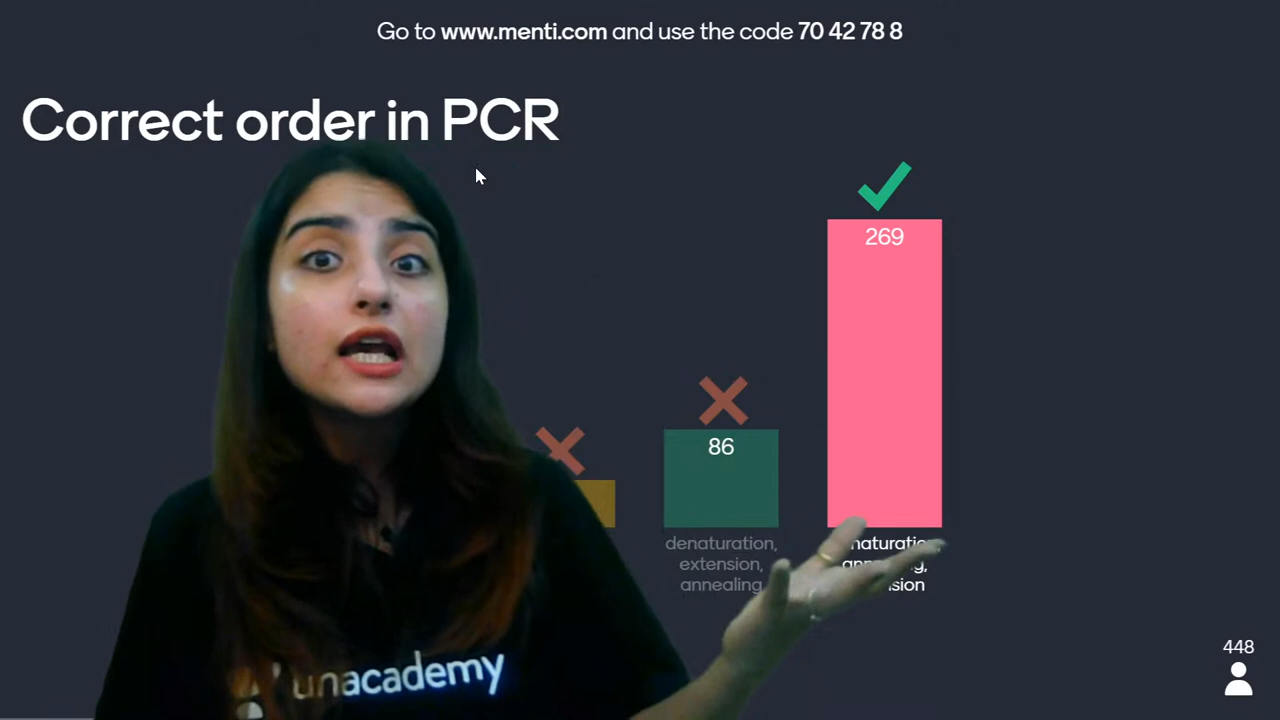 Go to www.menti.com and use the code 70 42 78 8
Correct order in PCR
269
86
denaturation,
extension,
annealing
448
unacademy